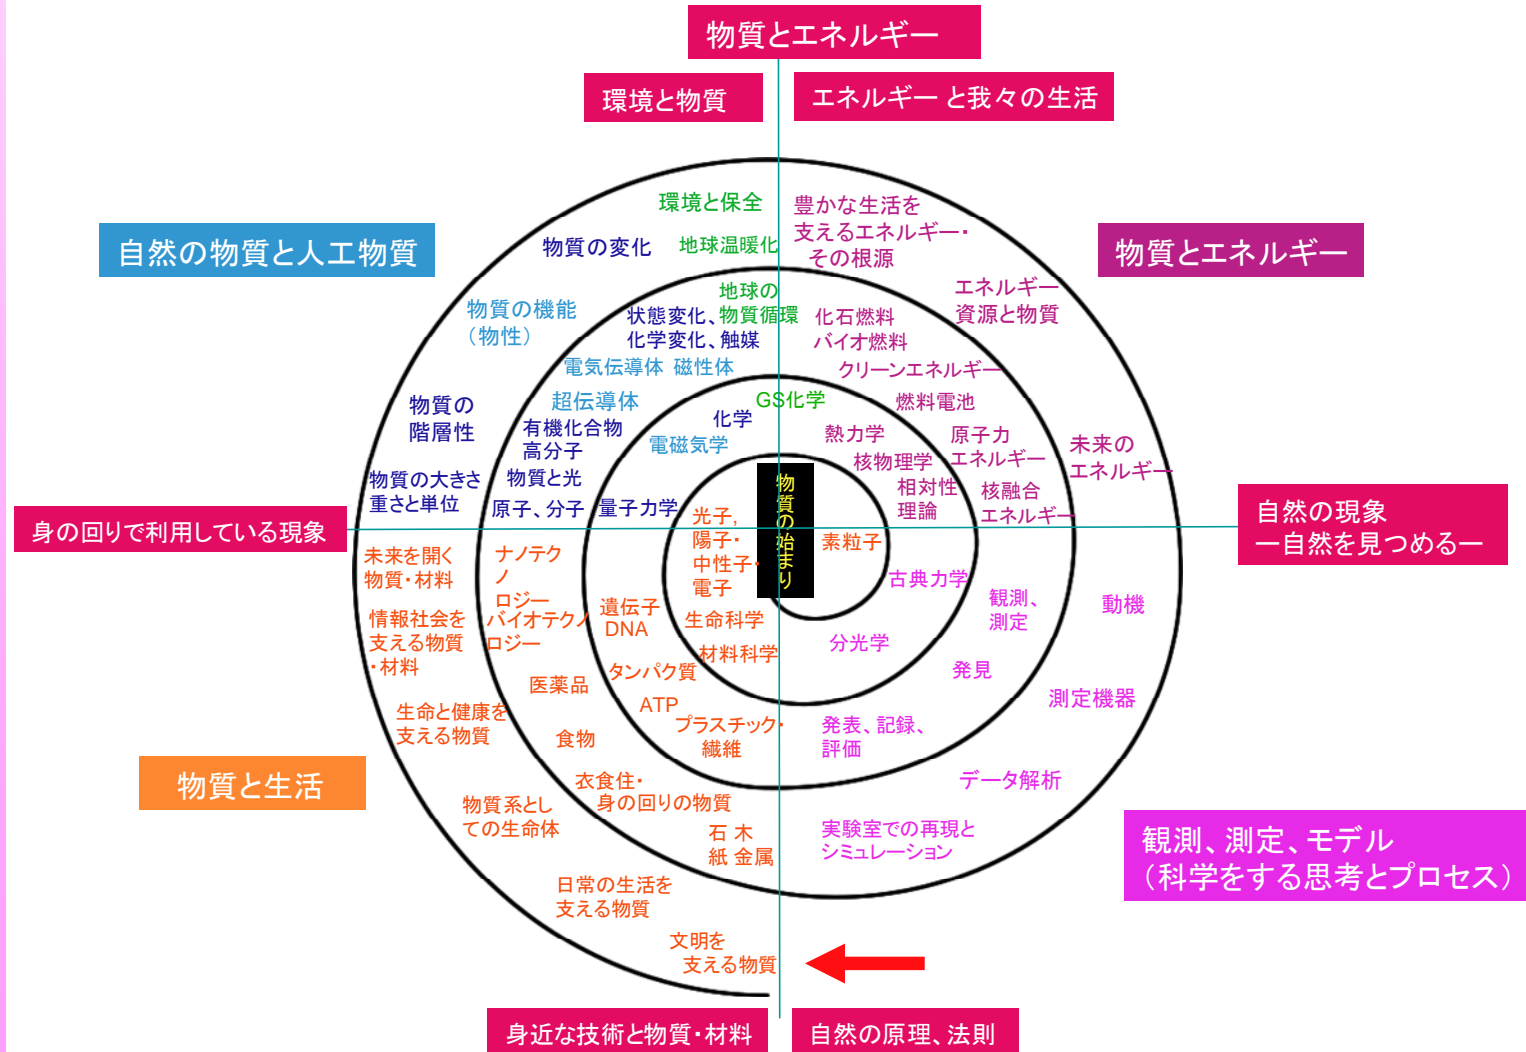 物質とエネルギー
環境と物質
エネルギー と我々の生活
自然の物質と人工物質
物質とエネルギー
環境と保全
地球温暖化
物質の変化
物質の機能
（物性）
物質の
階層性
物質の大きさ
重さと単位
豊かな生活を
支えるエネルギー・
その根源
エネルギー
資源と物質
未来の
エネルギー
地球の
物質循環
状態変化、
化学変化、触媒
電気伝導体 磁性体
超伝導体
有機化合物
高分子
物質と光
原子、分子
化石燃料
バイオ燃料
クリーンエネルギー
燃料電池
原子力
エネルギー
核融合
エネルギー
GS化学
化学
電磁気学
量子力学
熱力学
核物理学
相対性
理論
物質の始まり
光子，
陽子・
中性子・
電子
素粒子
身の回りで利用している現象
自然の現象
ー自然を見つめるー
未来を開く
物質・材料
情報社会を
支える物質
・材料
生命と健康を
支える物質
物質系とし
ての生命体
日常の生活を
支える物質
文明を
支える物質
ナノテク
ノ
ロジー
バイオテクノ
ロジー
医薬品
食物
衣食住・
身の回りの物質
石 木
紙 金属
遺伝子
DNA
タンパク質
ATP
プラスチック・
繊維
生命科学
材料科学
古典力学
分光学
観測、
測定
発見
発表、記録、
評価
動機
測定機器
データ解析
実験室での再現と
シミュレーション
物質と生活
観測、測定、モデル
（科学をする思考とプロセス）
身近な技術と物質・材料
自然の原理、法則